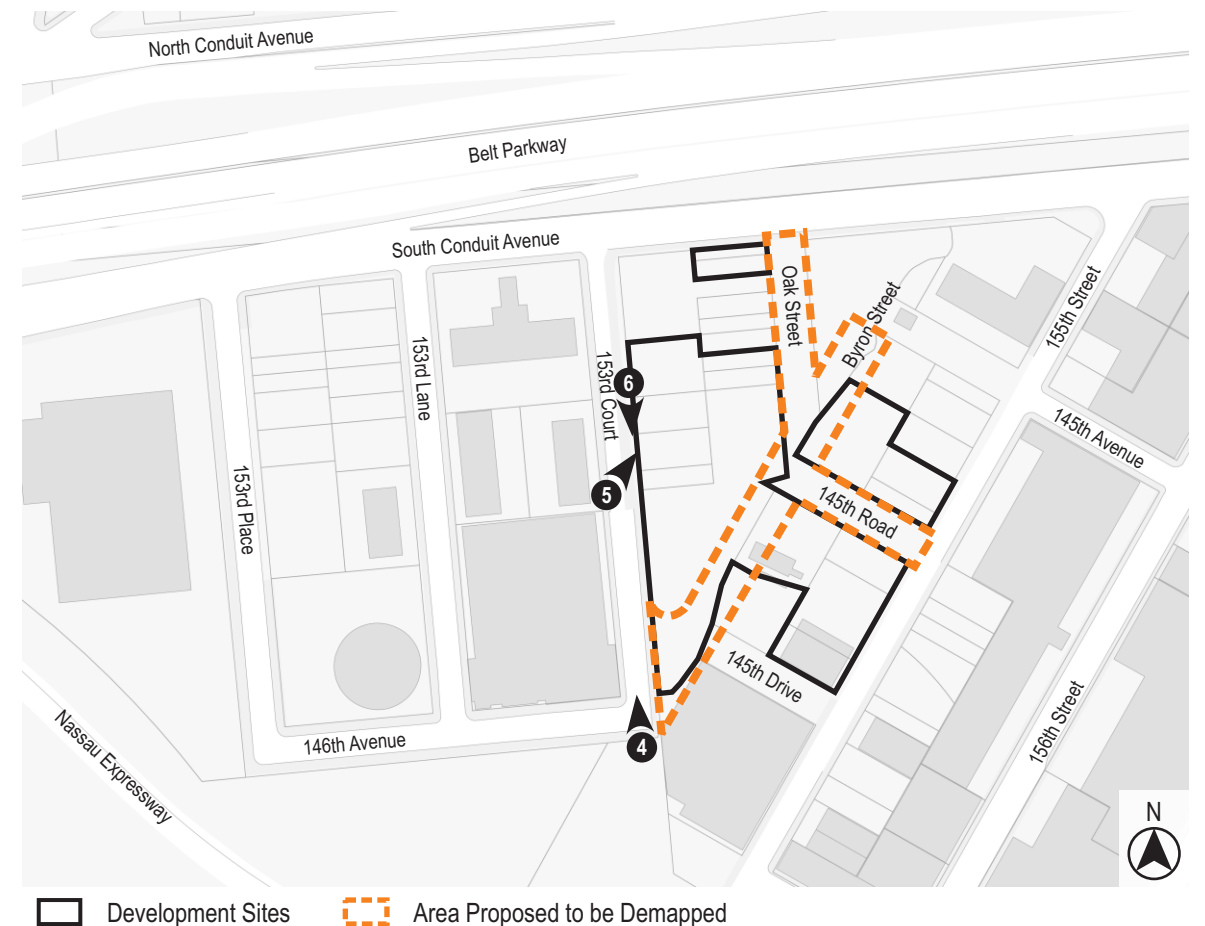 North Conduit Avenue
Belt Parkway
South Conduit Avenue
Oak Street
Byron Street
155th Street
153rd Lane
153rd Court
6
145th Avenue
153rd Place
5
145th Road
145th Drive
156th Street
146th Avenue
4
Nassau Expressway
N
Development Sites
Area Proposed to be Demapped